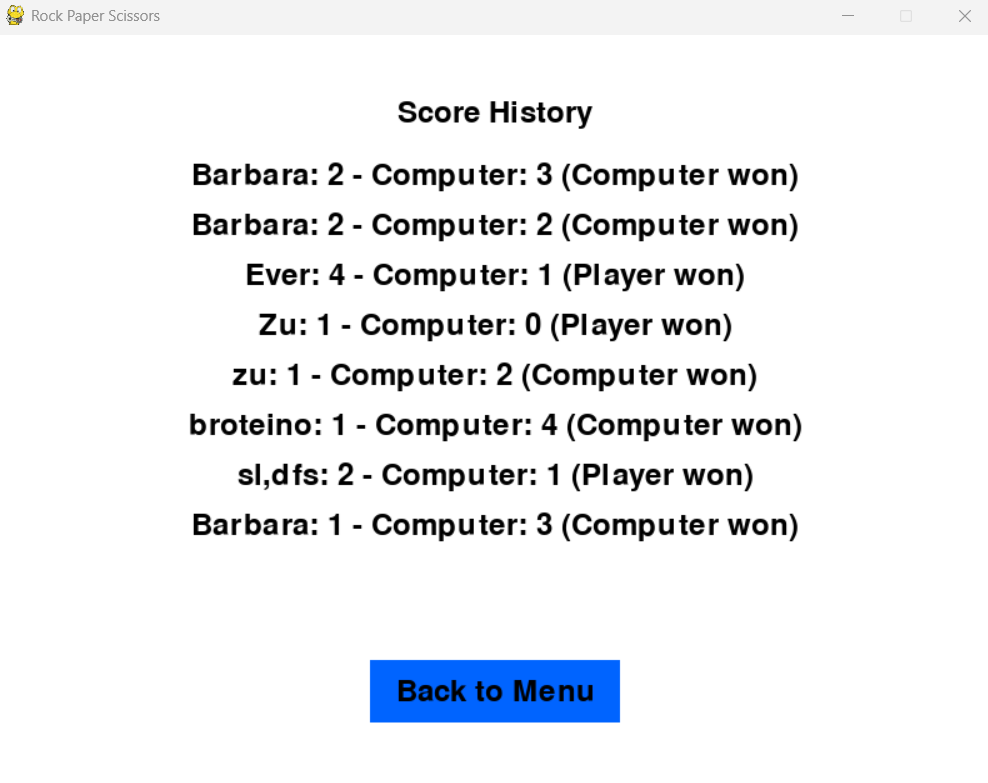 Rock Paper Scissors
Score History
Barbara: 2 - Computer: 3 (Computer won)
Barbara: 2 - Computer: 2 (Computer won)
Ever: 4 - Computer: 1 (Player won)
Zu: 1 - Computer: 0 (Player won)
zu: 1 - Computer: 2 (Computer won)
broteino: 1 - Computer: 4 (Computer won)
sl,dfs: 2 - Computer: 1 (Player won)
Barbara: 1 - Computer: 3 (Computer won)
Back to Menu